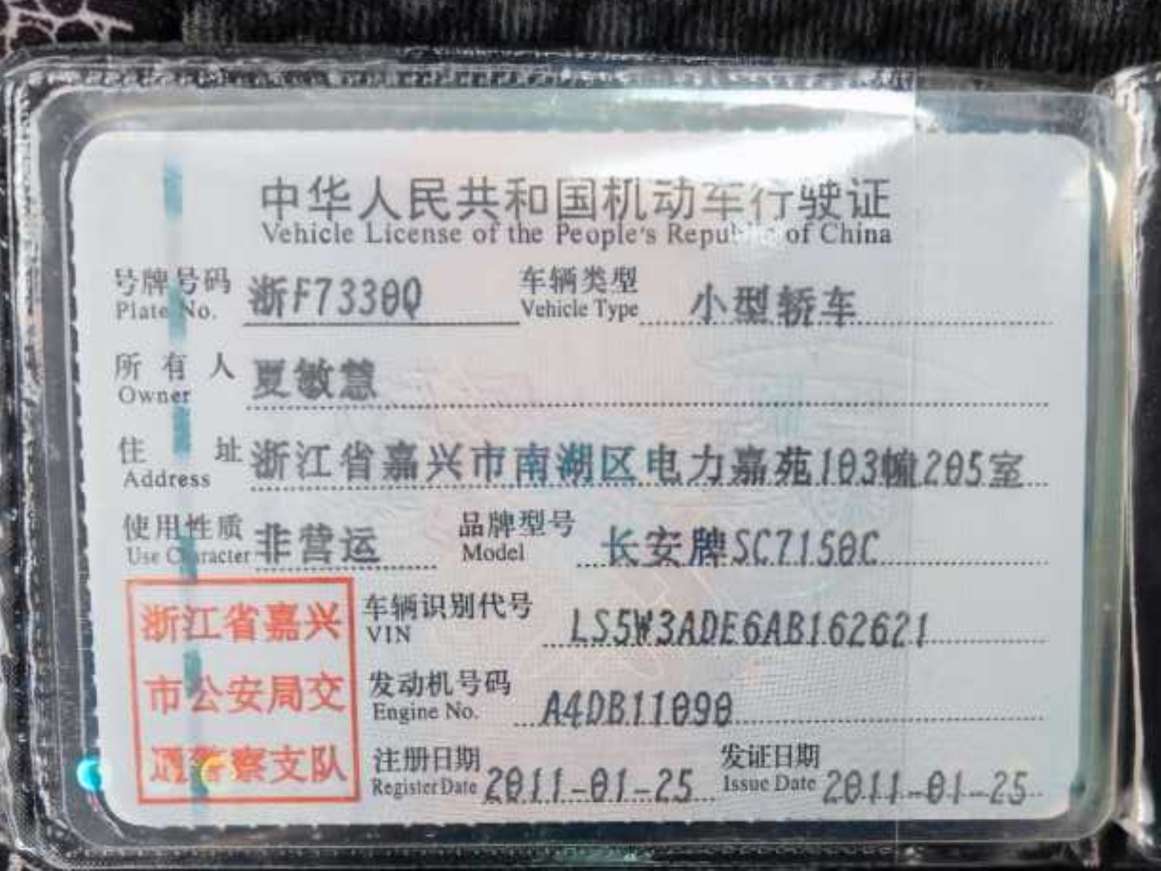 中华人民共和国机动车行驶证
Vehicle License of the People's Republic of China
号牌号码 浙F7330Q 车辆类型 小型轿车
Plate No. Vehicle Type
所有人 夏敏慧
Owner
住址 浙江省嘉兴市南湖区电力嘉苑103幢205室
Address
使用性质 非营运 品牌型号 长安牌SC7150C
Use Character Model
浙江省嘉兴
市公安局交
通警察支队
车辆识别代号 LS5W3ADE6AB162621
VIN
发动机号码 A4DB11090
Engine No.
注册日期 2011-01-25 发证日期 2011-01-25
Register Date Issue Date